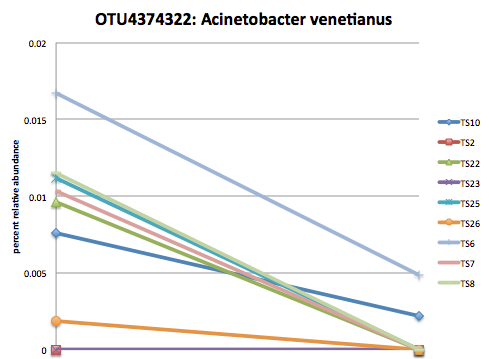 OTU4374322: Acinetobacter venetianus
0.02
0.015
0.01
0.005
0
percent relative abundance
TS10
TS2
TS22
TS23
TS25
TS26
TS6
TS7
TS8